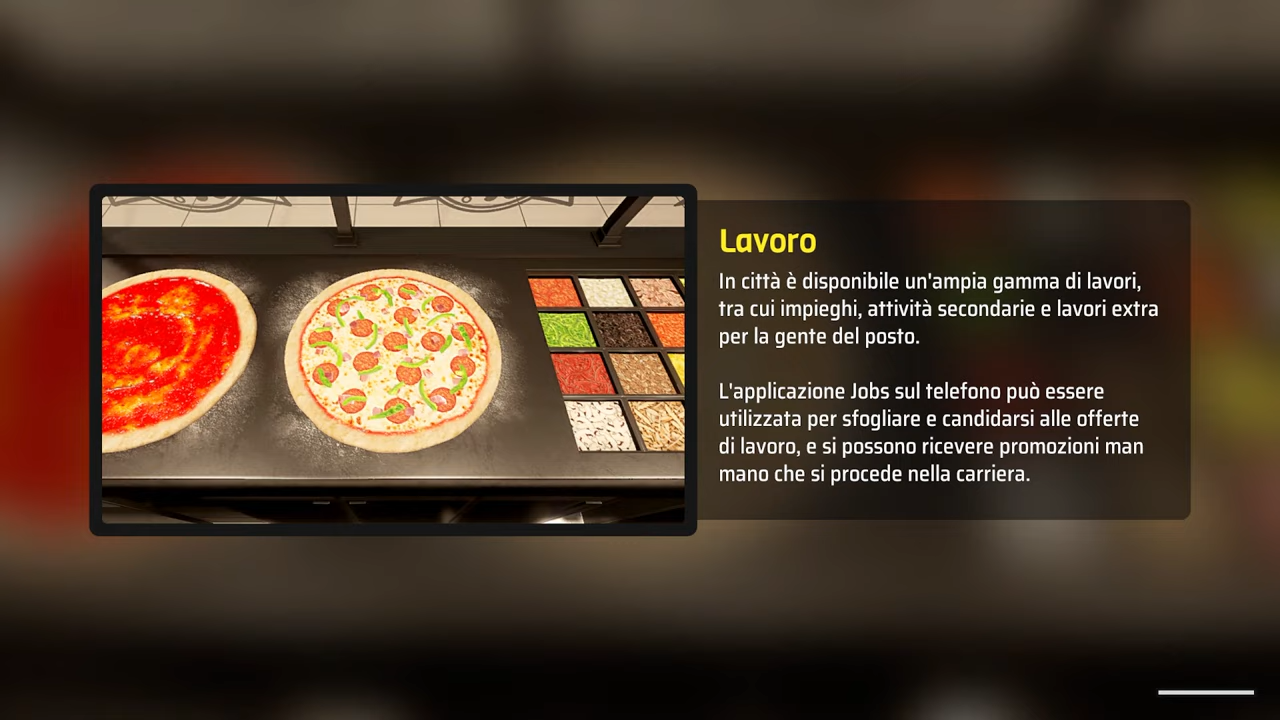 Lavoro
In città è disponibile un'ampia gamma di lavori,
tra cui impieghi, attività secondarie e lavori extra
per la gente del posto.
L'applicazione Jobs sul telefono può essere
utilizzata per sfogliare e candidarsi alle offerte
di lavoro, e si possono ricevere promozioni man
mano che si procede nella carriera.